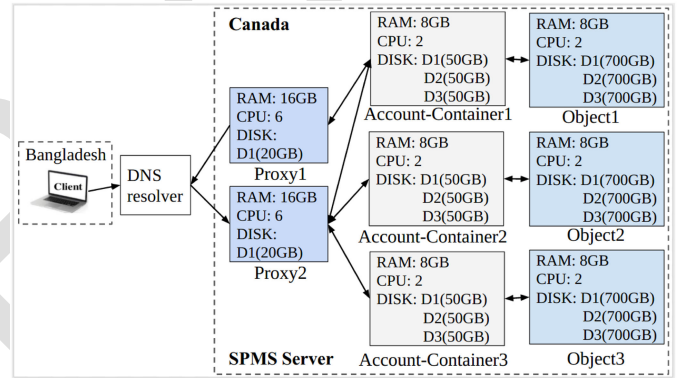 Canada
RAM: 8GB
CPU: 2
DISK: D1(50GB)
D2(50GB)
D3(50GB)
Account-Container1
RAM: 8GB
CPU: 2
DISK: D1(700GB)
D2(700GB)
D3(700GB)
Object1
RAM: 16GB
CPU: 6
DISK:
D1(20GB)
Proxy1
Bangladesh
Client
DNS
resolver
RAM: 16GB
CPU: 6
DISK:
D1(20GB)
Proxy2
RAM: 8GB
CPU: 2
DISK: D1(50GB)
D2(50GB)
D3(50GB)
Account-Container2
RAM: 8GB
CPU: 2
DISK: D1(700GB)
D2(700GB)
D3(700GB)
Object2
RAM: 8GB
CPU: 2
DISK: D1(50GB)
D2(50GB)
D3(50GB)
Account-Container3
RAM: 8GB
CPU: 2
DISK: D1(700GB)
D2(700GB)
D3(700GB)
Object3
SPMS Server